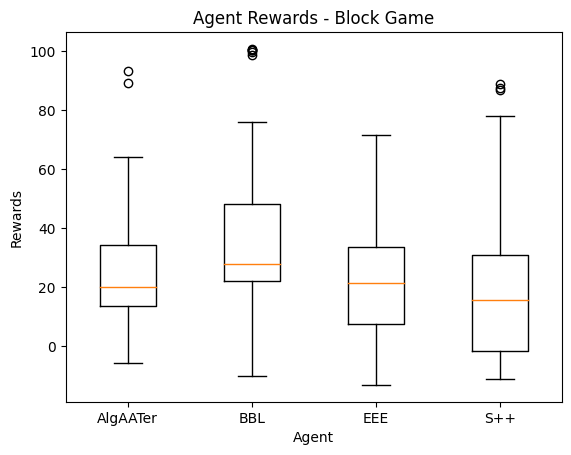 Agent Rewards - Block Game
100
80
60
40
20
0
Rewards
AlgAATer BBL EEE S++
Agent